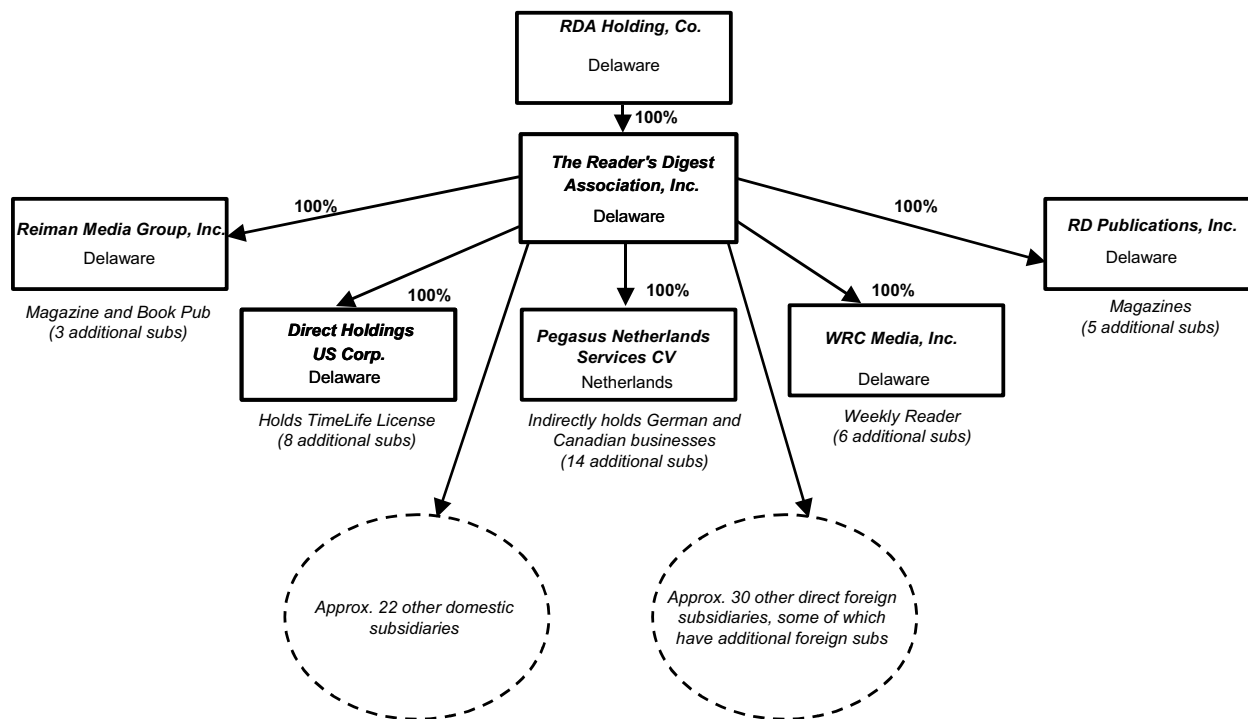 RDA Holding, Co.
Delaware
100%
The Reader's Digest
Association, Inc.
Delaware
100%
100%
Reiman Media Group, Inc.
Delaware
Magazine and Book Pub
(3 additional subs)
RD Publications, Inc.
Delaware
Magazines
(5 additional subs)
100%
100%
100%
Direct Holdings
US Corp.
Delaware
Holds TimeLife License
(8 additional subs)
Pegasus Netherlands
Services CV
Netherlands
Indirectly holds German and
Canadian businesses
(14 additional subs)
WRC Media, Inc.
Delaware
Weekly Reader
(6 additional subs)
Approx. 22 other domestic
subsidiaries
Approx. 30 other direct foreign
subsidiaries, some of which
have additional foreign subs